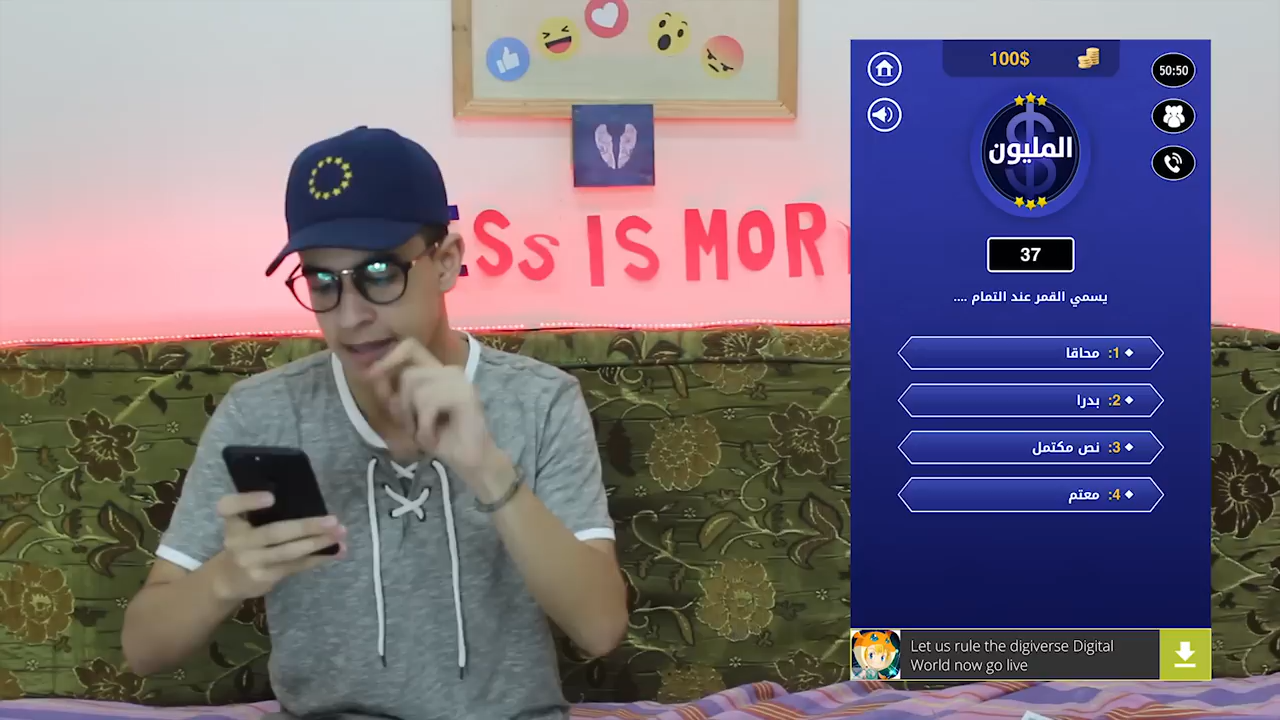 ESS IS MOR
100$
50:50
المليون
37
يسمي القمر عند التمام ....
1: محاقا
2: بدرا
3: نص مكتمل
4: معتم
Let us rule the digiverse Digital
World now go live